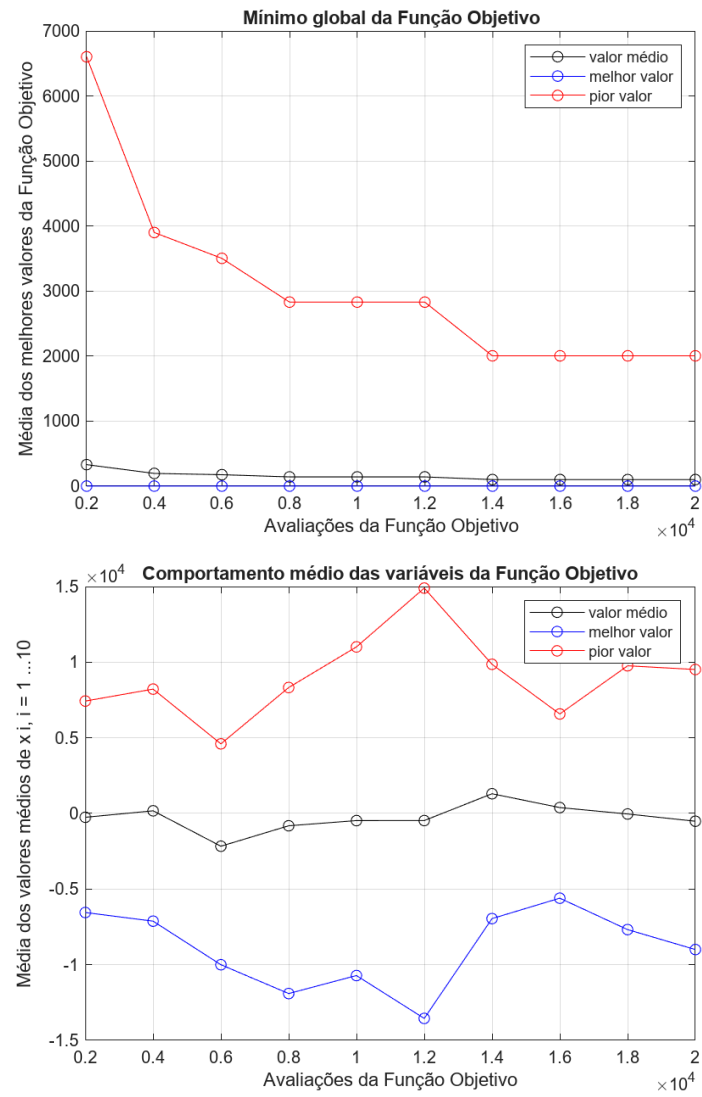 Mínimo global da Função Objetivo
7000
6000
5000
4000
3000
2000
1000
0
Média dos melhores valores da Função Objetivo
valor médio
melhor valor
pior valor
0.2 0.4 0.6 0.8 1 1.2 1.4 1.6 1.8 2
Avaliações da Função Objetivo
×10^4
×10^4
Comportamento médio das variáveis da Função Objetivo
1.5
1
0.5
0
-0.5
-1
-1.5
Média dos valores médios de x i, i = 1 ...10
valor médio
melhor valor
pior valor
0.2 0.4 0.6 0.8 1 1.2 1.4 1.6 1.8 2
Avaliações da Função Objetivo
×10^4